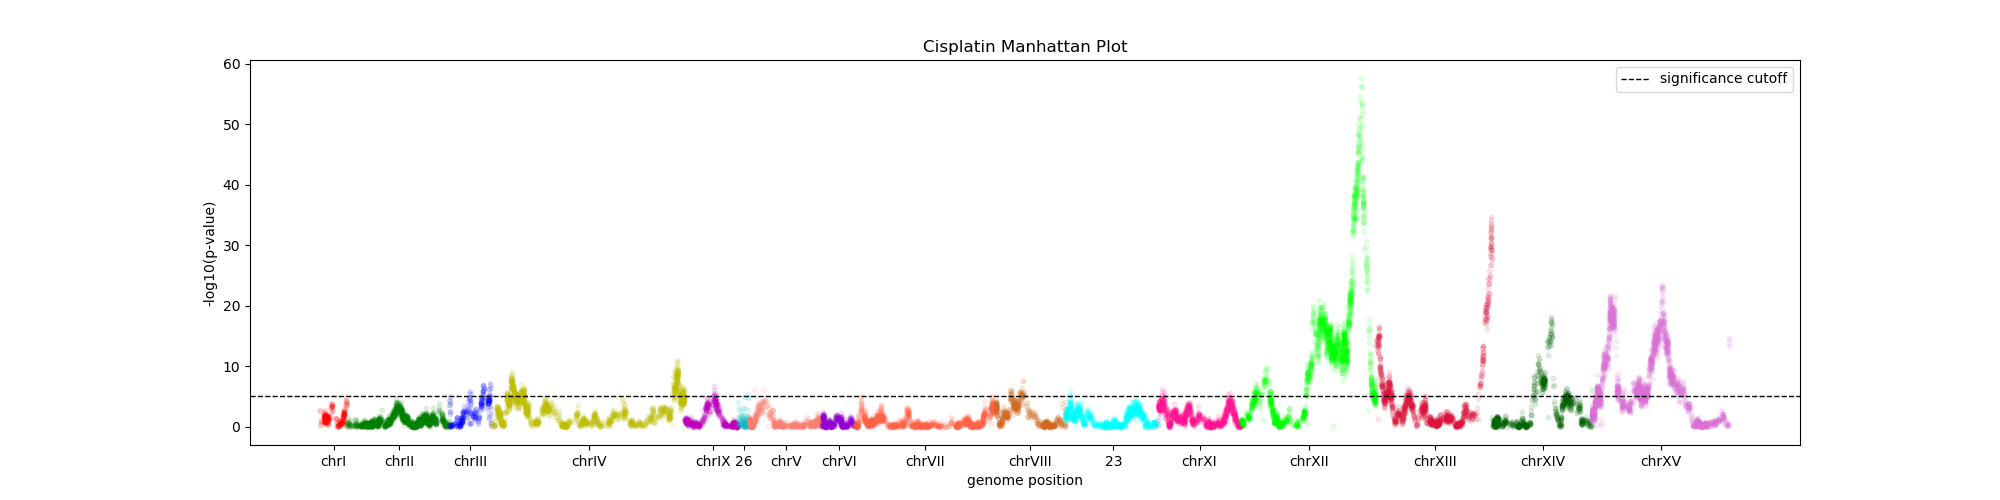 Cisplatin Manhattan Plot
significance cutoff
60
50
40
30
20
10
0
-log10(p-value)
chrI chrII chrIII chrIV chrIX 26 chrV chrVI chrVII chrVIII 23 chrXI chrXII chrXIII chrXIV chrXV
genome position